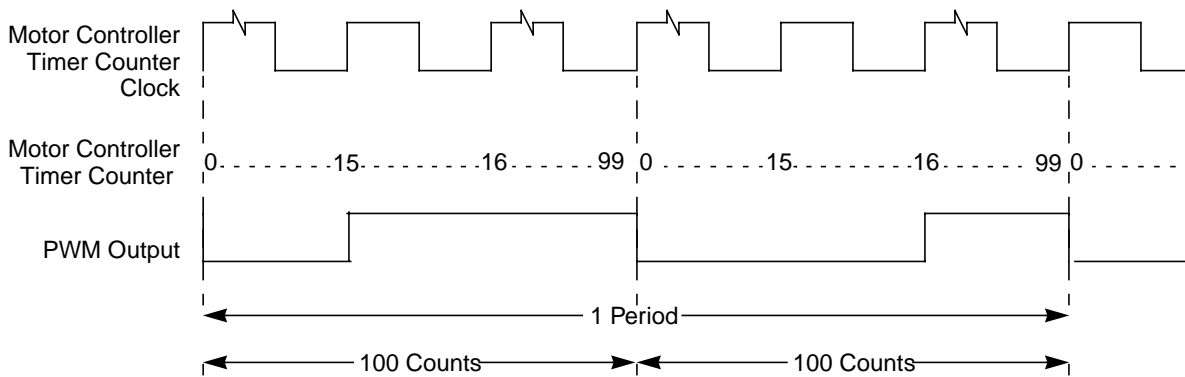 Motor Controller
Timer Counter
Clock
Motor Controller
Timer Counter
0 15 16 99 0 15 16 99 0
PWM Output
1 Period
100 Counts 100 Counts